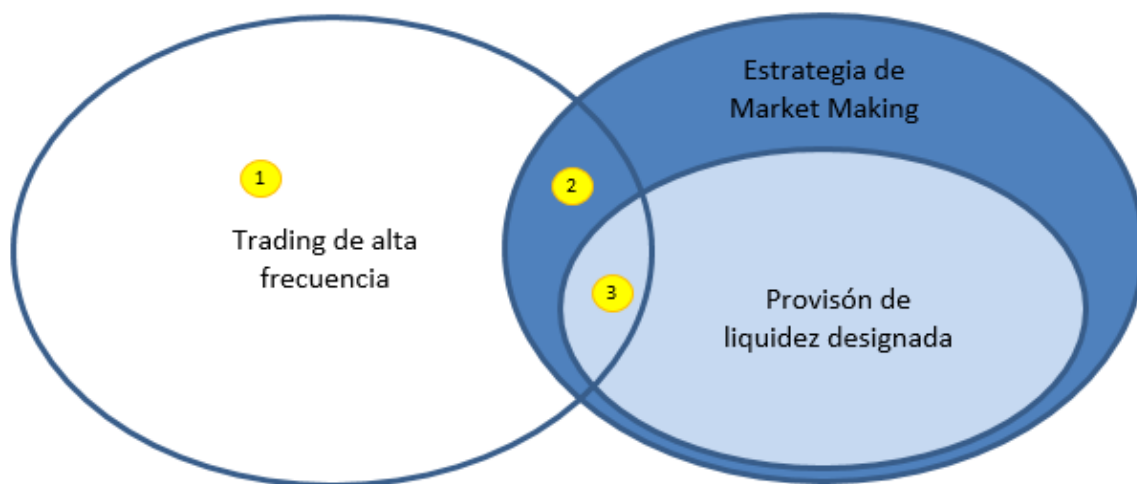 Estrategia de
Market Making
1
2
Trading de alta
frecuencia
3
Provisón de
liquidez designada